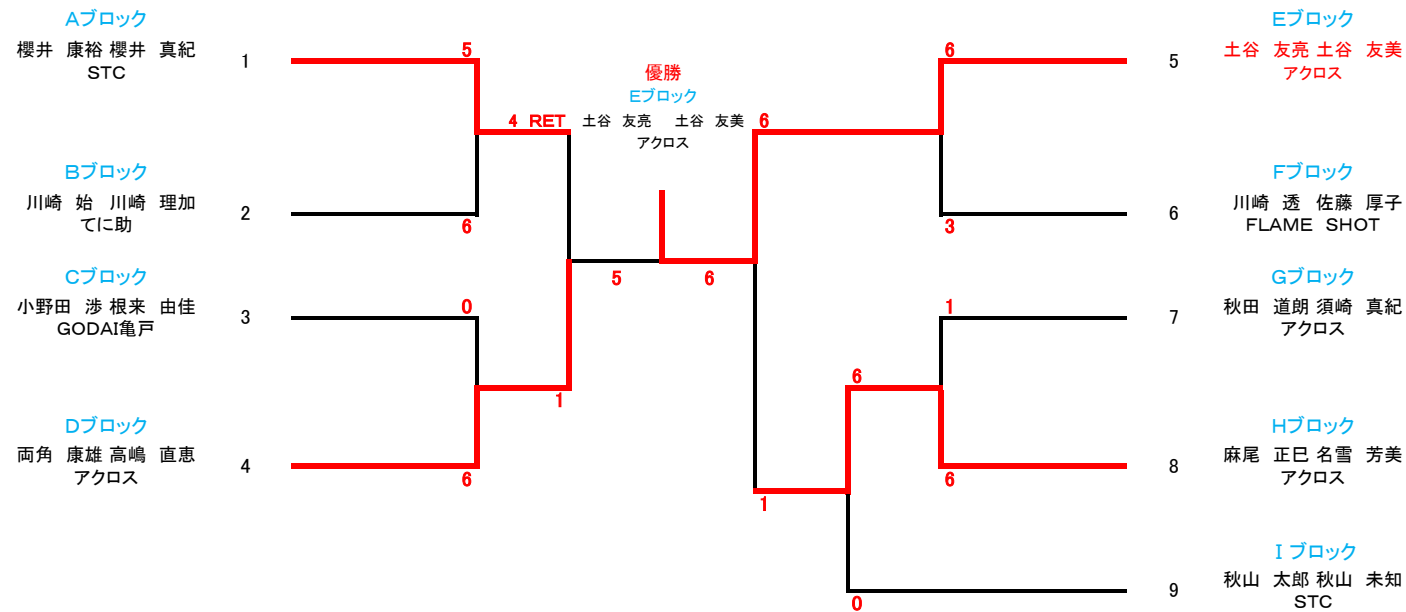 Aブロック
櫻井　康裕 櫻井　真紀
STC
1
5
4 RET
Bブロック
川崎　始　川崎　理加
てに助
2
6
Cブロック
小野田　渉 根来　由佳
GODAI亀戸
3
0
1
Dブロック
両角　康雄 高嶋　直恵
アクロス
4
6
優勝
Eブロック
土谷　友亮　土谷　友美
アクロス
5
6
Eブロック
土谷　友亮 土谷　友美
アクロス
5
6
6
Fブロック
川崎　透　佐藤　厚子
FLAME SHOT
6
3
Gブロック
秋田　道朗 須崎　真紀
アクロス
7
1
6
Hブロック
麻尾　正巳 名雪　芳美
アクロス
8
6
1
Iブロック
秋山　太郎 秋山　未知
STC
9
0